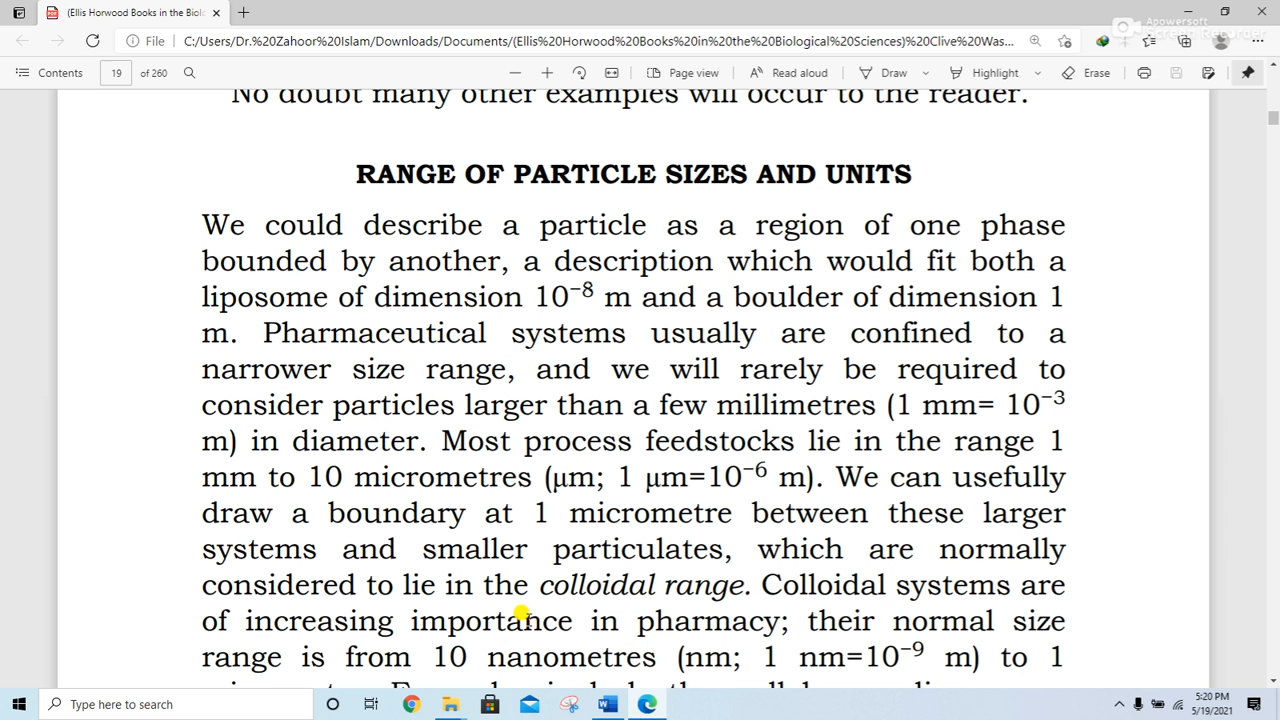 (Ellis Horwood Books in the Biol
Apowersoft
Screen Recorder
File
C:/Users/Dr.%20Zahoor%20Islam/Downloads/Dpcuments/(Ellis%20Horwood%20Books%20in%20the%20Biological%20Sciences)%20Clive%20Was...
Contents
19
of 260
Page view
Read aloud
Draw
Highlight
Erase
No doubt many other examples will occur to the reader.
RANGE OF PARTICLE SIZES AND UNITS
We could describe a particle as a region of one phase
bounded by another, a description which would fit both a
liposome of dimension 10⁻⁸ m and a boulder of dimension 1
m. Pharmaceutical systems usually are confined to a
narrower size range, and we will rarely be required to
consider particles larger than a few millimetres (1 mm= 10⁻³
m) in diameter. Most process feedstocks lie in the range 1
mm to 10 micrometres (μm; 1 μm=10⁻⁶ m). We can usefully
draw a boundary at 1 micrometre between these larger
systems and smaller particulates, which are normally
considered to lie in the colloidal range. Colloidal systems are
of increasing importance in pharmacy; their normal size
range is from 10 nanometres (nm; 1 nm=10⁻⁹ m) to 1
Type here to search
5:20 PM
5/19/2021